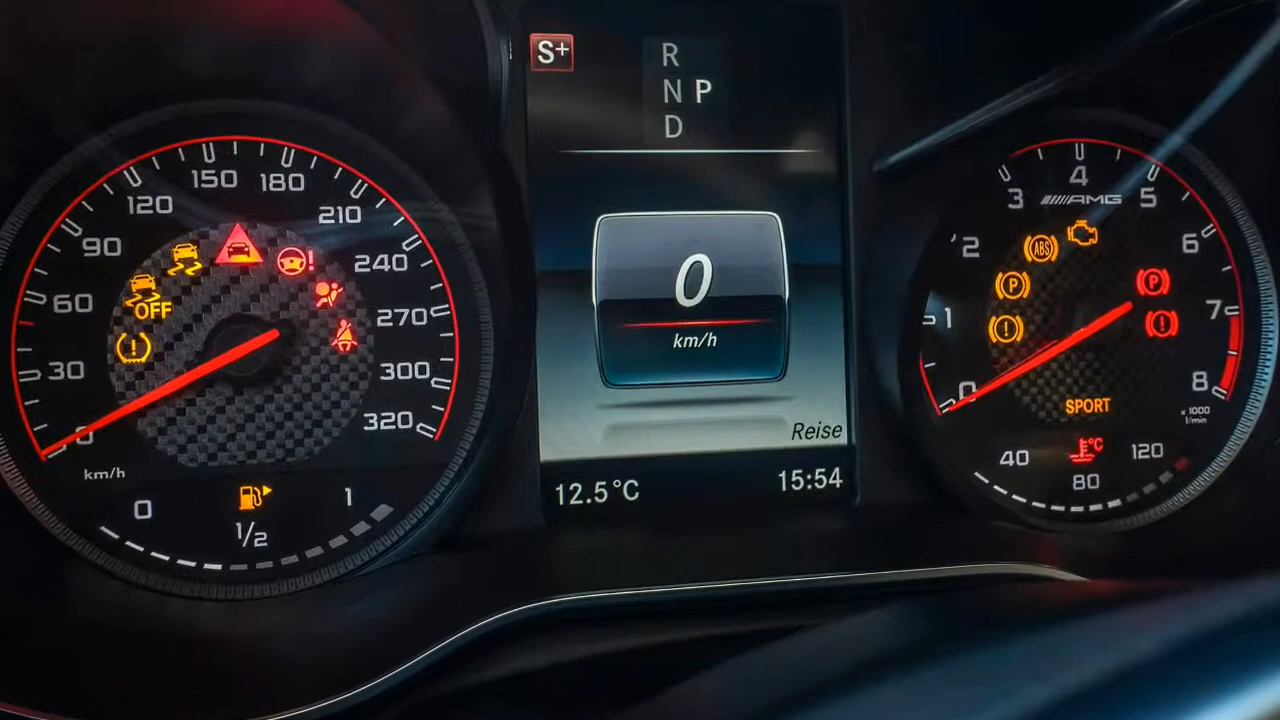 30
60
90
120
150
180
210
240
270
300
320
0
km/h
OFF
!
!
0
1/2
1
S+
R
N P
D
0
km/h
Reise
12.5°C
15:54
0
1
2
3
4
5
6
7
8
AMG
ABS
P
!
P
!
SPORT
x 1000
1/min
°C
40
80
120